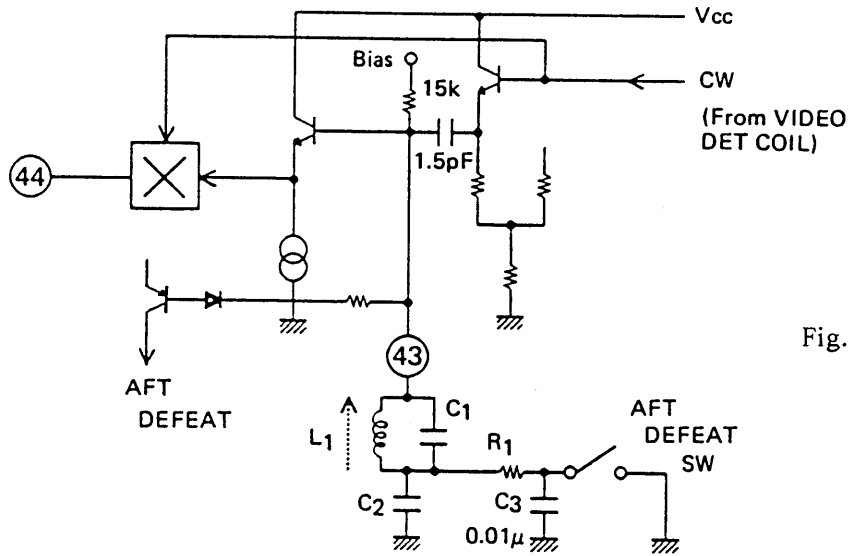 Vcc
Bias
15k
CW
(From VIDEO
DET COIL)
1.5pF
44
43
Fig.
AFT
DEFEAT
L1
C1
R1
C2
C3
0.01μ
AFT
DEFEAT
SW